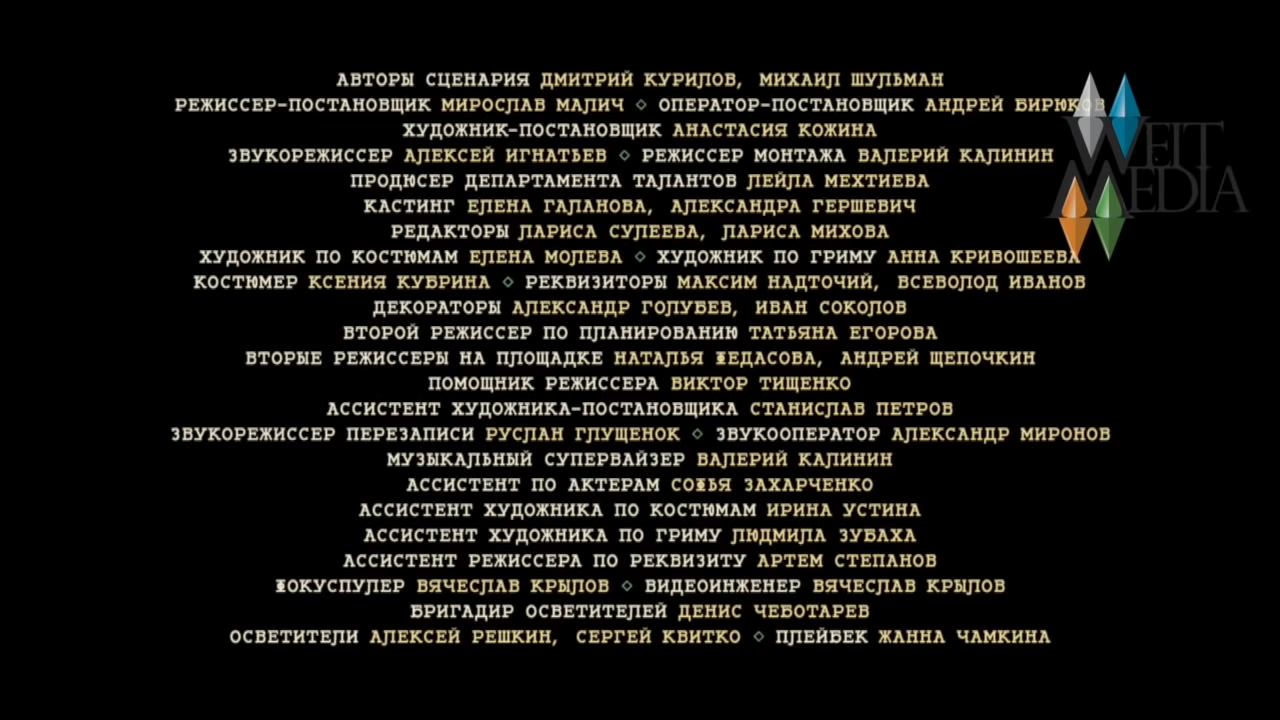 АВТОРЫ СЦЕНАРИЯ ДМИТРИЙ КУРИЛОВ, МИХАИЛ ШУЛЬМАН
РЕЖИССЕР-ПОСТАНОВЩИК МИРОСЛАВ МАЛИЧ ◇ ОПЕРАТОР-ПОСТАНОВЩИК АНДРЕЙ БИРЮКОВ
ХУДОЖНИК-ПОСТАНОВЩИК АНАСТАСИЯ КОЖИНА
ЗВУКОРЕЖИССЕР АЛЕКСЕЙ ИГНАТЬЕВ ◇ РЕЖИССЕР МОНТАЖА ВАЛЕРИЙ КАЛИНИН
ПРОДЮСЕР ДЕПАРТАМЕНТА ТАЛАНТОВ ЛЕЙЛА МЕХТИЕВА
КАСТИНГ ЕЛЕНА ГАЛАНОВА, АЛЕКСАНДРА ГЕРШЕВИЧ
РЕДАКТОРЫ ЛАРИСА СУЛЕЕВА, ЛАРИСА МИХОВА
ХУДОЖНИК ПО КОСТЮМАМ ЕЛЕНА МОЛЕВА ◇ ХУДОЖНИК ПО ГРИМУ АННА КРИВОШЕЕВА
КОСТЮМЕР КСЕНИЯ КУБРИНА ◇ РЕКВИЗИТОРЫ МАКСИМ НАДТОЧИЙ, ВСЕВОЛОД ИВАНОВ
ДЕКОРАТОРЫ АЛЕКСАНДР ГОЛУБЕВ, ИВАН СОКОЛОВ
ВТОРОЙ РЕЖИССЕР ПО ПЛАНИРОВАНИЮ ТАТЬЯНА ЕГОРОВА
ВТОРЫЕ РЕЖИССЕРЫ НА ПЛОЩАДКЕ НАТАЛЬЯ ФЕДАСОВА, АНДРЕЙ ЩЕПОЧКИН
ПОМОЩНИК РЕЖИССЕРА ВИКТОР ТИЩЕНКО
АССИСТЕНТ ХУДОЖНИКА-ПОСТАНОВЩИКА СТАНИСЛАВ ПЕТРОВ
ЗВУКОРЕЖИССЕР ПЕРЕЗАПИСИ РУСЛАН ГЛУЩЕНОК ◇ ЗВУКООПЕРАТОР АЛЕКСАНДР МИРОНОВ
МУЗЫКАЛЬНЫЙ СУПЕРВАЙЗЕР ВАЛЕРИЙ КАЛИНИН
АССИСТЕНТ ПО АКТЕРАМ СОФЬЯ ЗАХАРЧЕНКО
АССИСТЕНТ ХУДОЖНИКА ПО КОСТЮМАМ ИРИНА УСТИНА
АССИСТЕНТ ХУДОЖНИКА ПО ГРИМУ ЛЮДМИЛА ЗУБАХА
АССИСТЕНТ РЕЖИССЕРА ПО РЕКВИЗИТУ АРТЕМ СТЕПАНОВ
ФОКУСПУЛЕР ВЯЧЕСЛАВ КРЫЛОВ ◇ ВИДЕОИНЖЕНЕР ВЯЧЕСЛАВ КРЫЛОВ
БРИГАДИР ОСВЕТИТЕЛЕЙ ДЕНИС ЧЕБОТАРЕВ
ОСВЕТИТЕЛИ АЛЕКСЕЙ РЕШКИН, СЕРГЕЙ КВИТКО ◇ ПЛЕЙБЕК ЖАННА ЧАМКИНА
WEIT
MEDIA